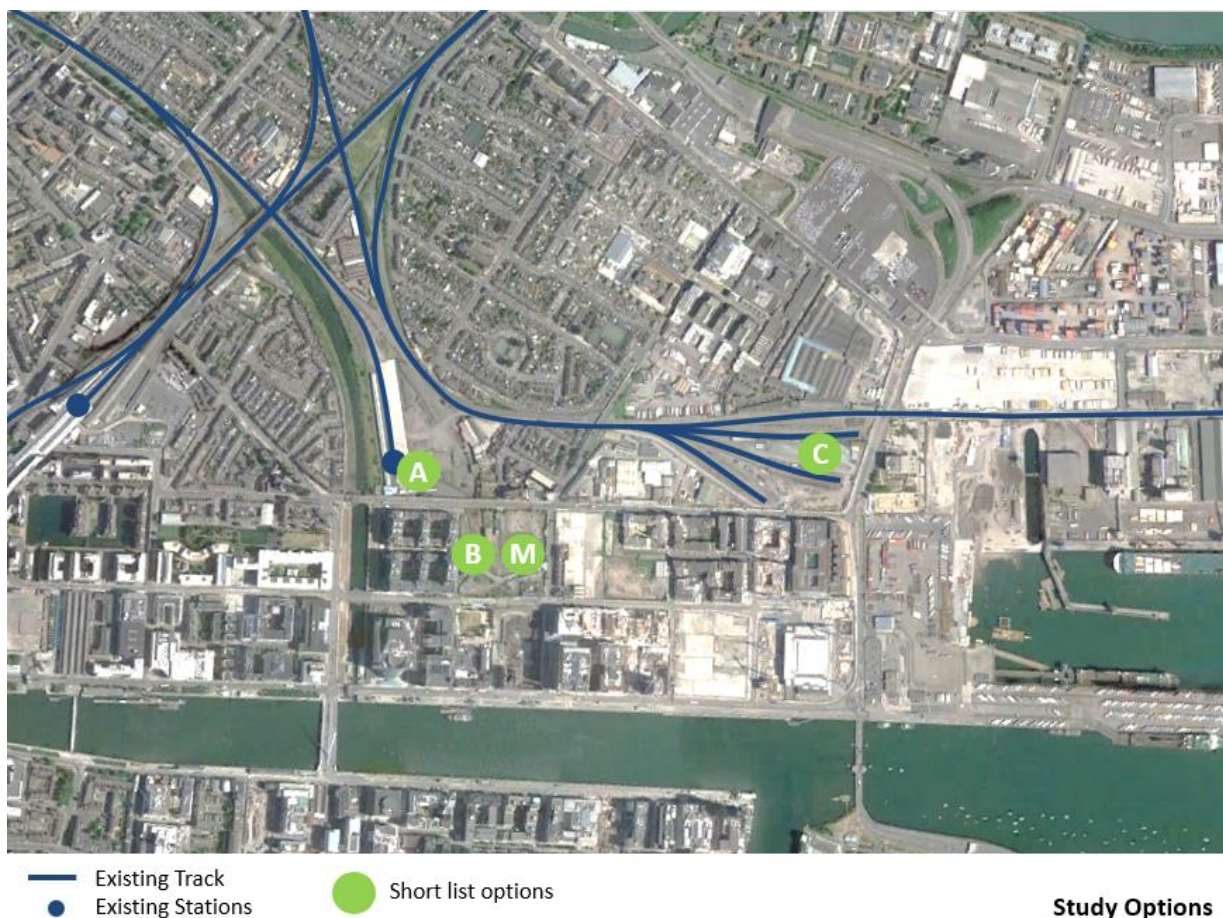 A
C
B
M
Existing Track
Existing Stations
Short list options
Study Options